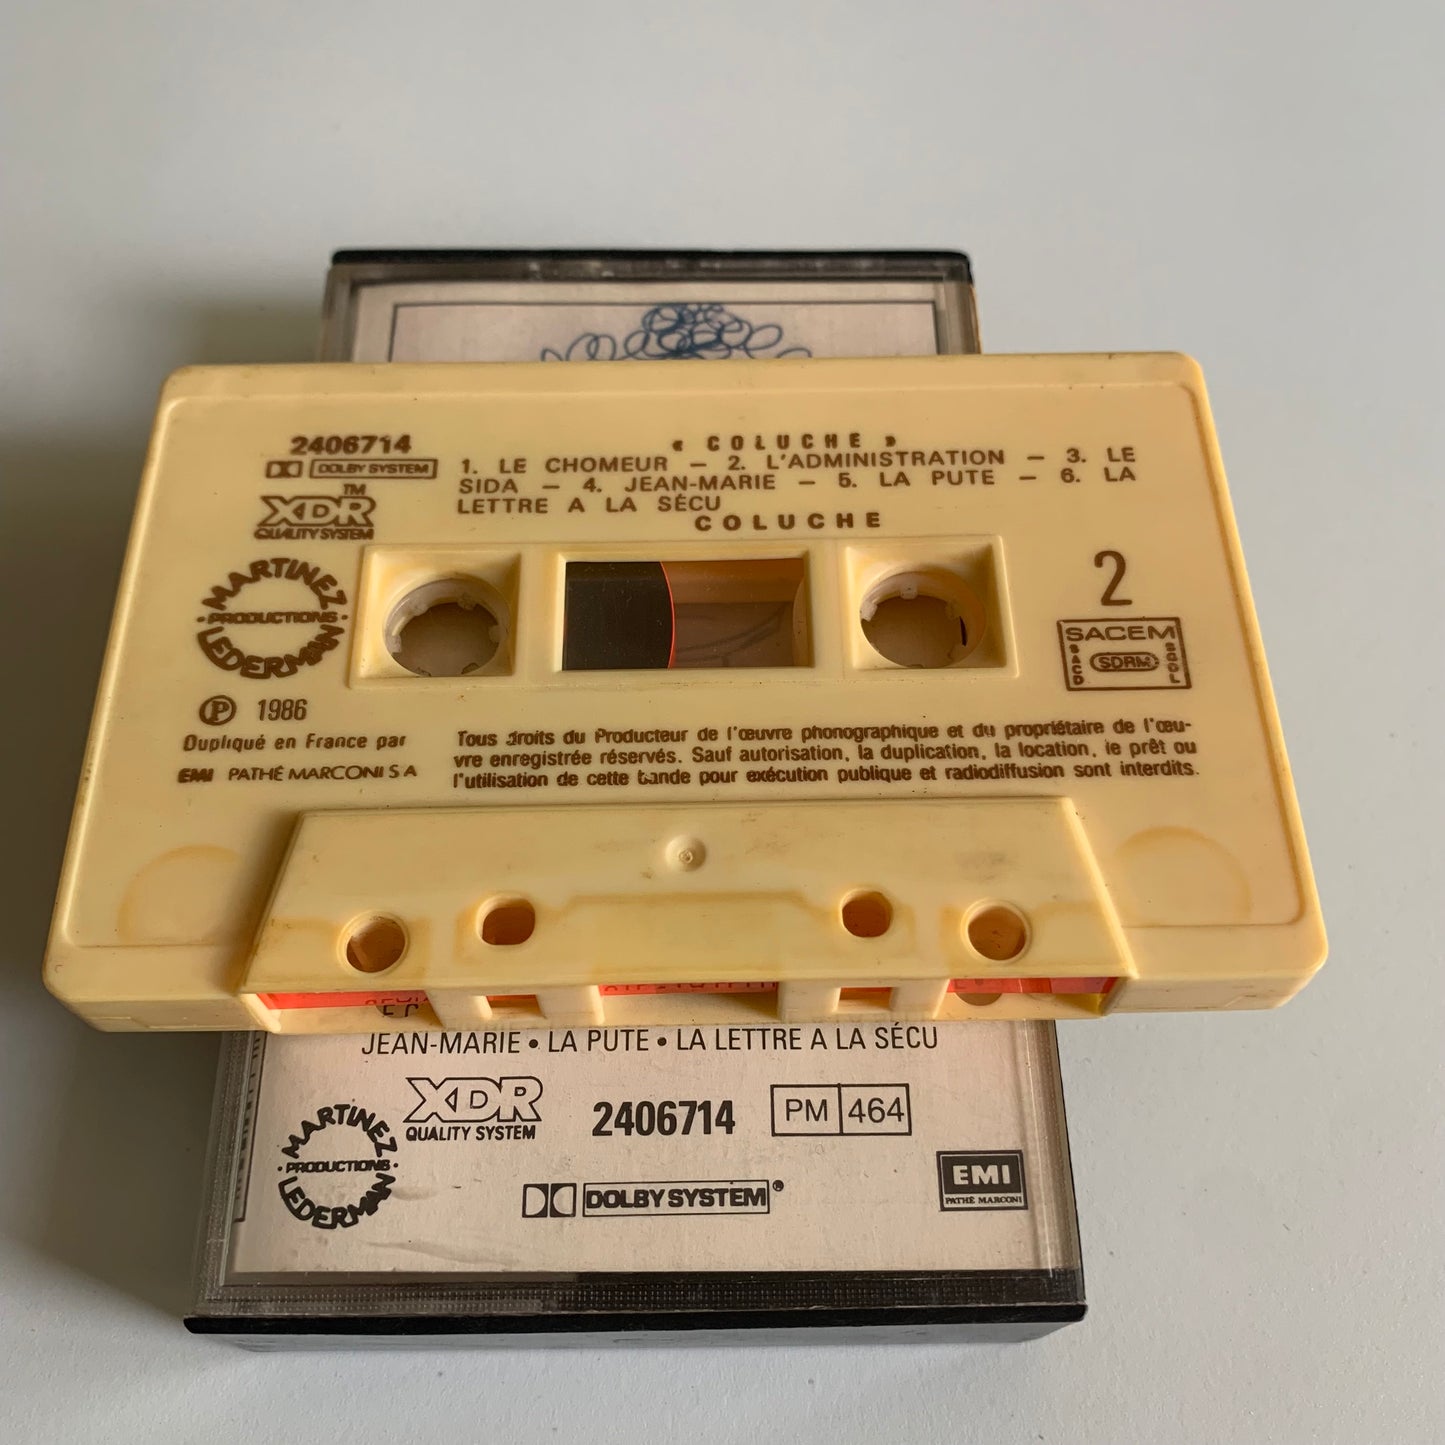 2406714
« COLUCHE »
DOLBY SYSTEM
1. LE CHOMEUR – 2. L'ADMINISTRATION – 3. LE
SIDA – 4. JEAN-MARIE – 5. LA PUTE – 6. LA
LETTRE A LA SÉCU
COLUCHE
XDR™
QUALITY SYSTEM
MARTINEZ
· PRODUCTIONS ·
LEDERMAN
2
SACEM
SACD SDRM SGDL
Ⓟ 1986
Dupliqué en France par
EMI PATHÉ MARCONI S A
Tous droits du Producteur de l'œuvre phonographique et du propriétaire de l'œu-
vre enregistrée réservés. Sauf autorisation, la duplication, la location, le prêt ou
l'utilisation de cette bande pour exécution publique et radiodiffusion sont interdits.
JEAN-MARIE • LA PUTE • LA LETTRE A LA SÉCU
XDR
QUALITY SYSTEM
2406714
PM 464
MARTINEZ
· PRODUCTIONS ·
LEDERMAN
DOLBY SYSTEM®
EMI
PATHÉ MARCONI